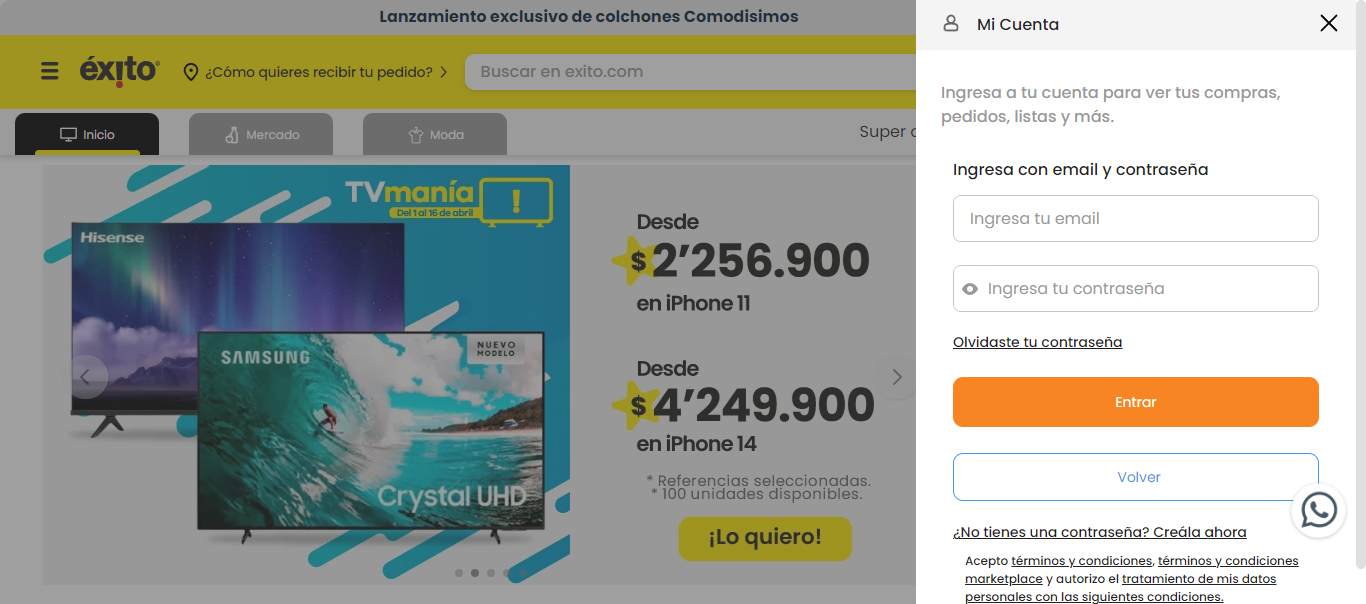 Lanzamiento exclusivo de colchones Comodisimos
éxito
¿Cómo quieres recibir tu pedido?
Buscar en exito.com
Inicio
Mercado
Moda
Super
TVmanía
Del 1 al 16 de abril
Hisense
SAMSUNG
NUEVO
MODELO
Crystal UHD
Desde
$2’256.900
en iPhone 11
Desde
$4’249.900
en iPhone 14
* Referencias seleccionadas.
* 100 unidades disponibles.
¡Lo quiero!
Mi Cuenta
Ingresa a tu cuenta para ver tus compras,
pedidos, listas y más.
Ingresa con email y contraseña
Ingresa tu email
Ingresa tu contraseña
Olvidaste tu contraseña
Entrar
Volver
¿No tienes una contraseña? Creála ahora
Acepto términos y condiciones, términos y condiciones
marketplace y autorizo el tratamiento de mis datos
personales con las siguientes condiciones.